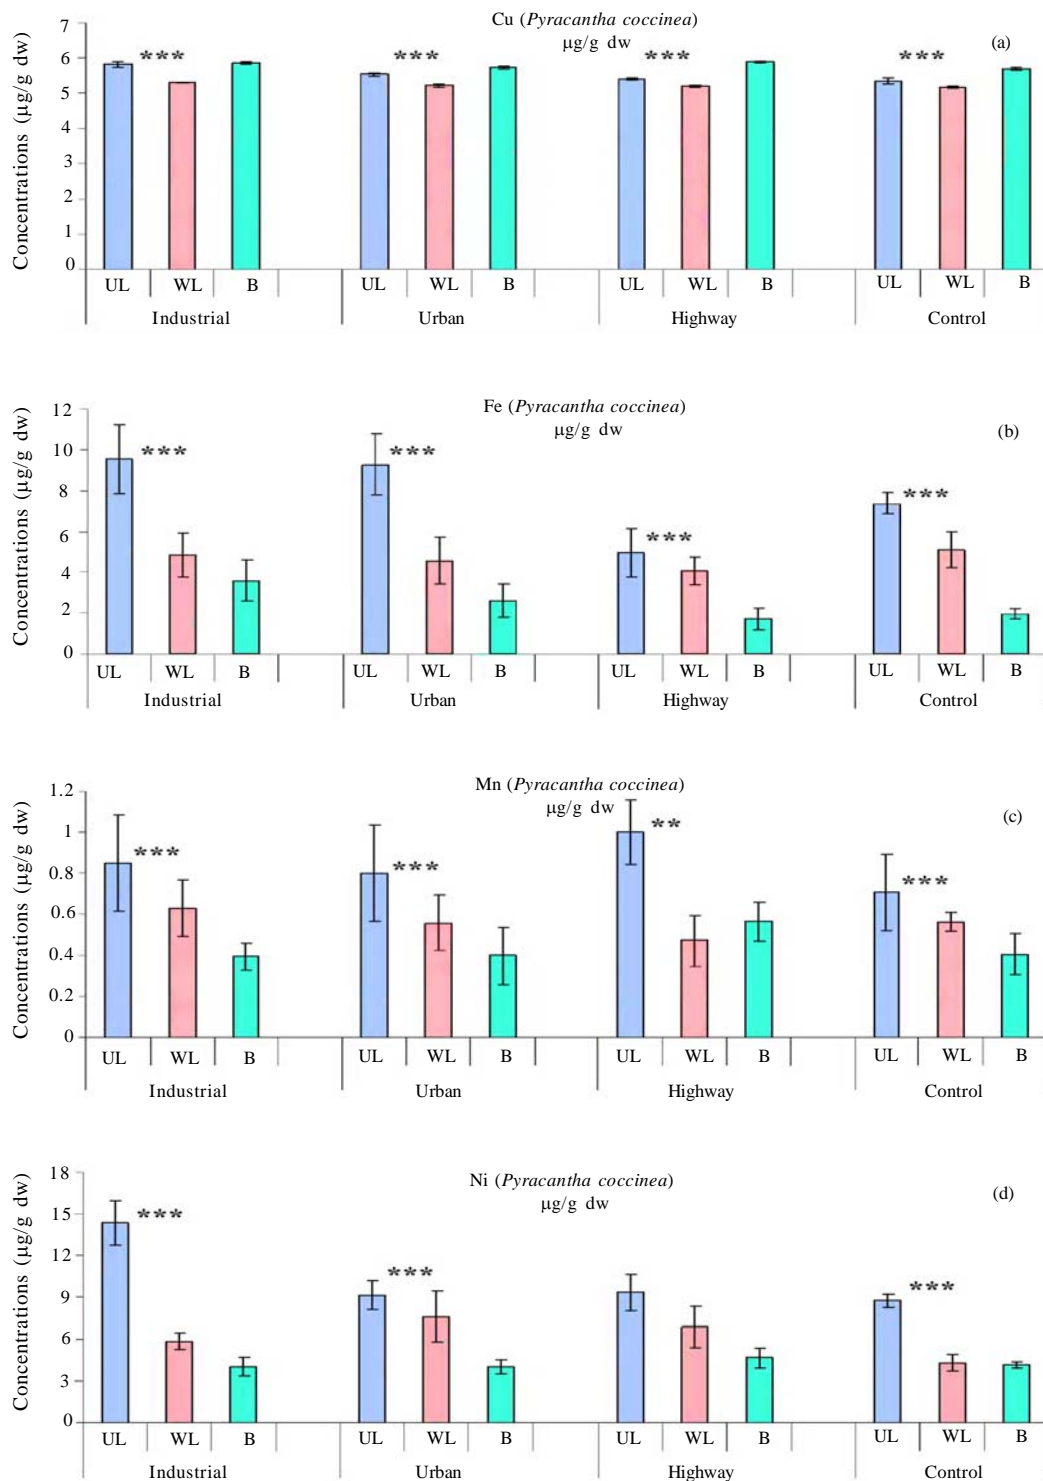 Cu (Pyracantha coccinea)
µg/g dw
(a)
Concentrations (µg/g dw)
7
6
5
4
3
2
1
0
*** *** *** ***
UL WL B UL WL B UL WL B UL WL B
Industrial Urban Highway Control
Fe (Pyracantha coccinea)
µg/g dw
(b)
Concentrations (µg/g dw)
12
10
8
6
4
2
0
*** *** *** ***
UL WL B UL WL B UL WL B UL WL B
Industrial Urban Highway Control
Mn (Pyracantha coccinea)
µg/g dw
(c)
Concentrations (µg/g dw)
1.2
1
0.8
0.6
0.4
0.2
0
*** *** ** ***
UL WL B UL WL B UL WL B UL WL B
Industrial Urban Highway Control
Ni (Pyracantha coccinea)
µg/g dw
(d)
Concentrations (µg/g dw)
18
15
12
9
6
3
0
*** *** ***
UL WL B UL WL B UL WL B UL WL B
Industrial Urban Highway Control